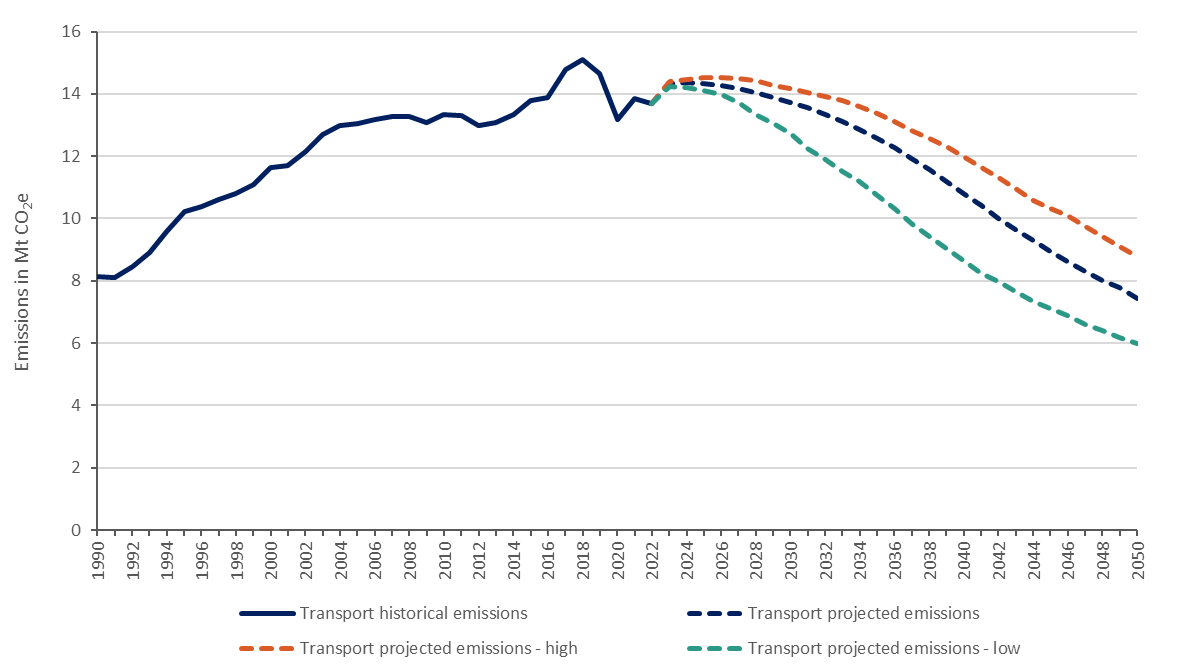 16
14
12
10
8
6
4
2
0
Emissions in Mt CO₂e
1990 1992 1994 1996 1998 2000 2002 2004 2006 2008 2010 2012 2014 2016 2018 2020 2022 2024 2026 2028 2030 2032 2034 2036 2038 2040 2042 2044 2046 2048 2050
Transport historical emissions
Transport projected emissions
Transport projected emissions - high
Transport projected emissions - low